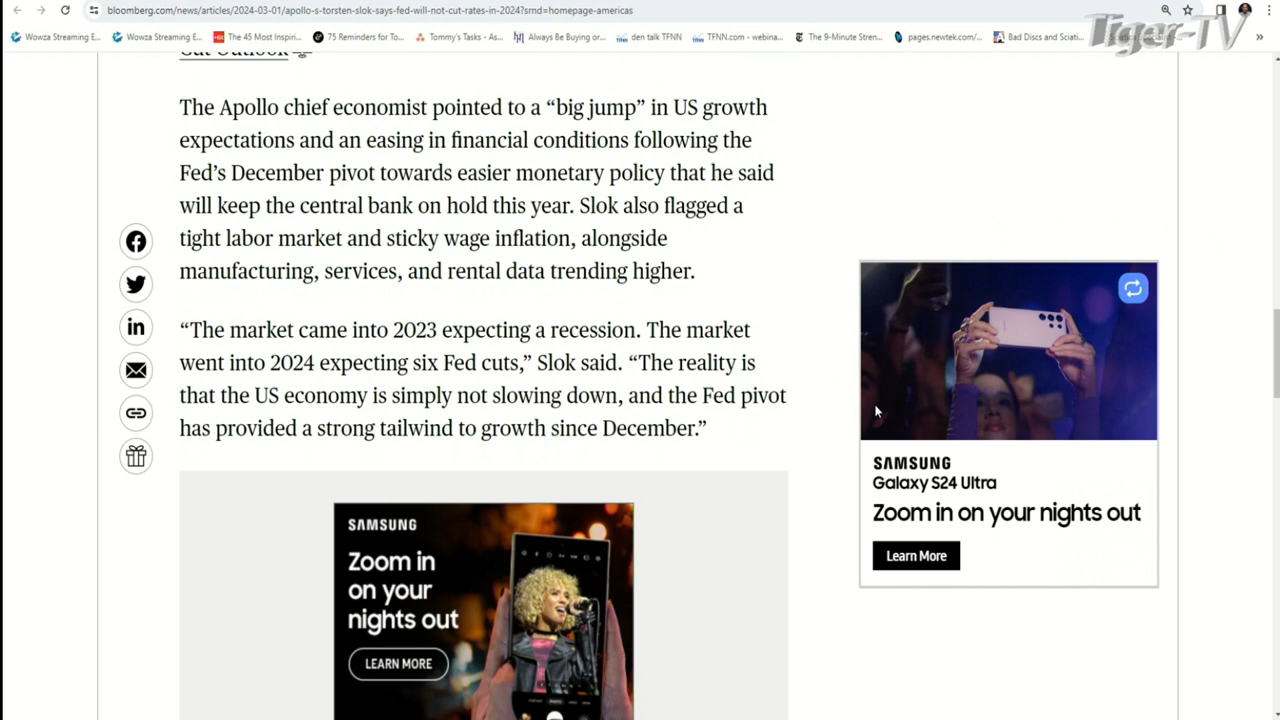 bloomberg.com/news/articles/2024-03-01/apollo-s-torsten-slok-says-fed-will-not-cut-rates-in-2024?srnd=homepage-americas
Wowza Streaming E... Wowza Streaming E... The 45 Most Inspiri... 75 Reminders for To... Tommy's Tasks - As... Always Be Buying or... den talk TFNN TFNN.com - webina... The 9-Minute Stren... pages.newtek.com/... Bad Discs and Sciati...
Tiger-TV
Cut Outlook
The Apollo chief economist pointed to a “big jump” in US growth
expectations and an easing in financial conditions following the
Fed’s December pivot towards easier monetary policy that he said
will keep the central bank on hold this year. Slok also flagged a
tight labor market and sticky wage inflation, alongside
manufacturing, services, and rental data trending higher.
“The market came into 2023 expecting a recession. The market
went into 2024 expecting six Fed cuts,” Slok said. “The reality is
that the US economy is simply not slowing down, and the Fed pivot
has provided a strong tailwind to growth since December.”
SAMSUNG
Zoom in
on your
nights out
LEARN MORE
SAMSUNG
Galaxy S24 Ultra
Zoom in on your nights out
Learn More